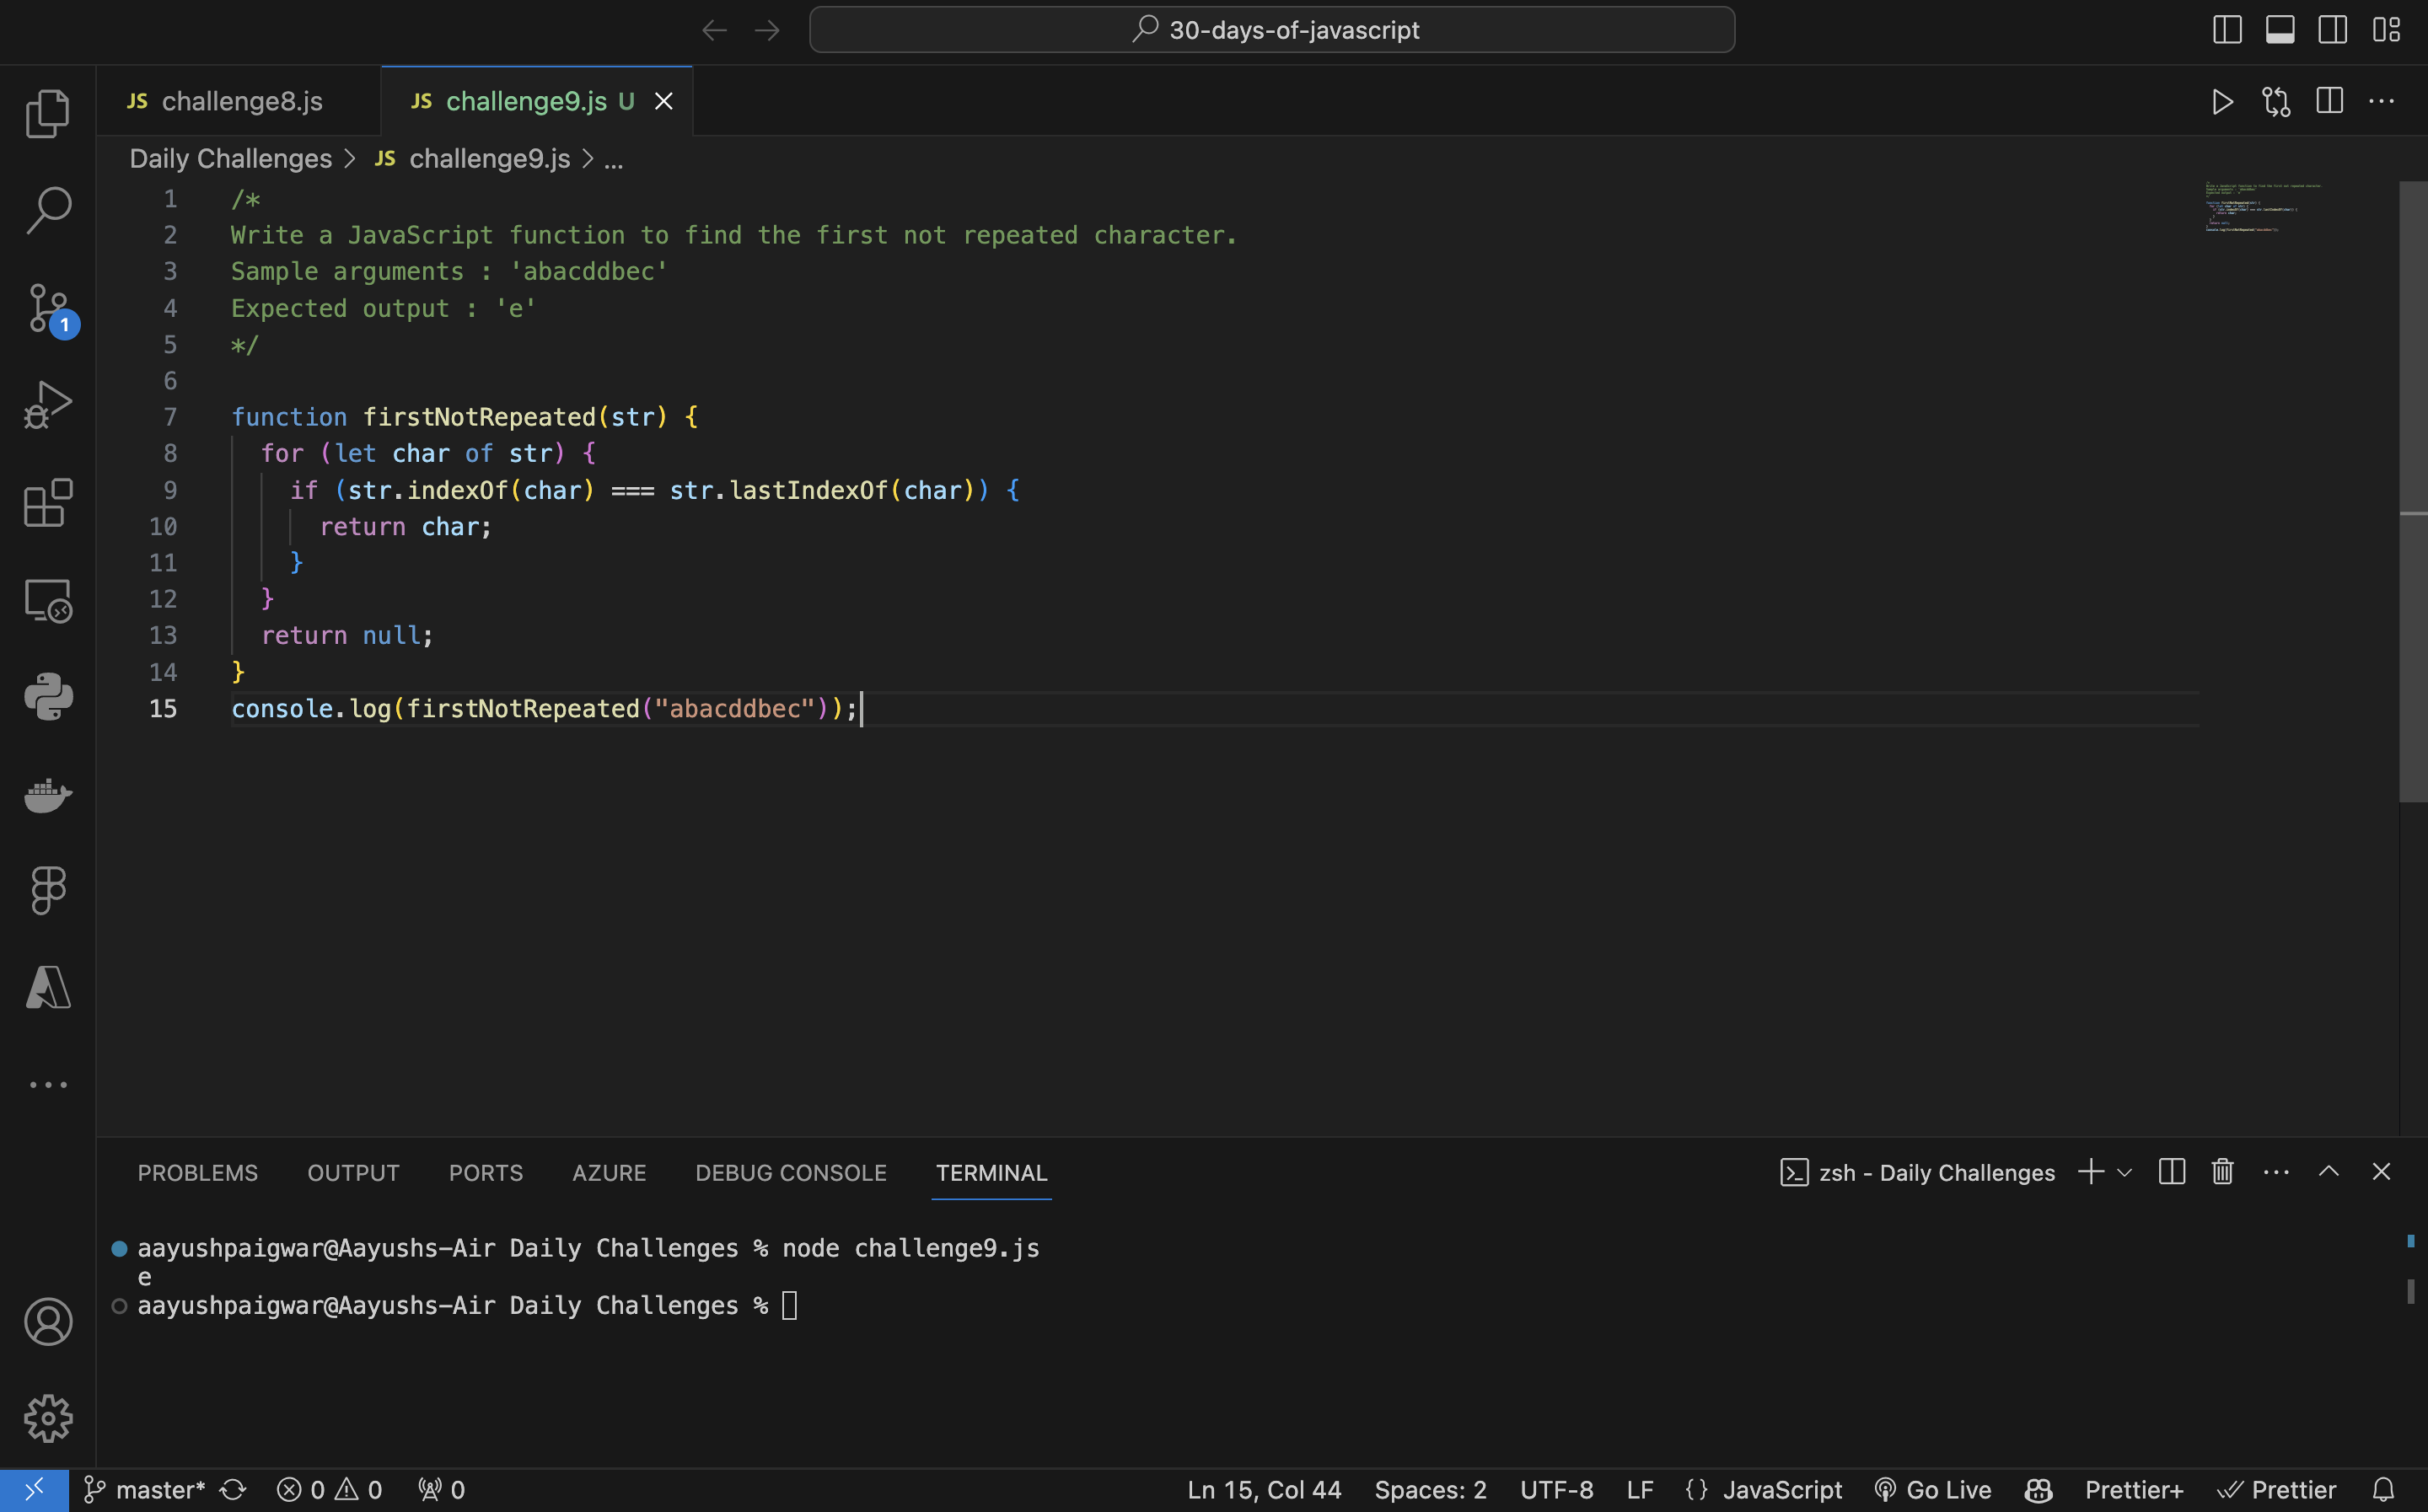 30-days-of-javascript
JS challenge8.js
JS challenge9.js U
Daily Challenges > JS challenge9.js > ...
1 /*
2 Write a JavaScript function to find the first not repeated character.
3 Sample arguments : 'abacddbec'
4 Expected output : 'e'
5 */
6
7 function firstNotRepeated(str) {
8   for (let char of str) {
9     if (str.indexOf(char) === str.lastIndexOf(char)) {
10       return char;
11     }
12   }
13   return null;
14 }
15 console.log(firstNotRepeated("abacddbec"));
1
PROBLEMS OUTPUT PORTS AZURE DEBUG CONSOLE TERMINAL
zsh - Daily Challenges
aayushpaigwar@Aayushs-Air Daily Challenges % node challenge9.js
e
aayushpaigwar@Aayushs-Air Daily Challenges %
master* 0 0 0 Ln 15, Col 44 Spaces: 2 UTF-8 LF {} JavaScript Go Live Prettier+ Prettier